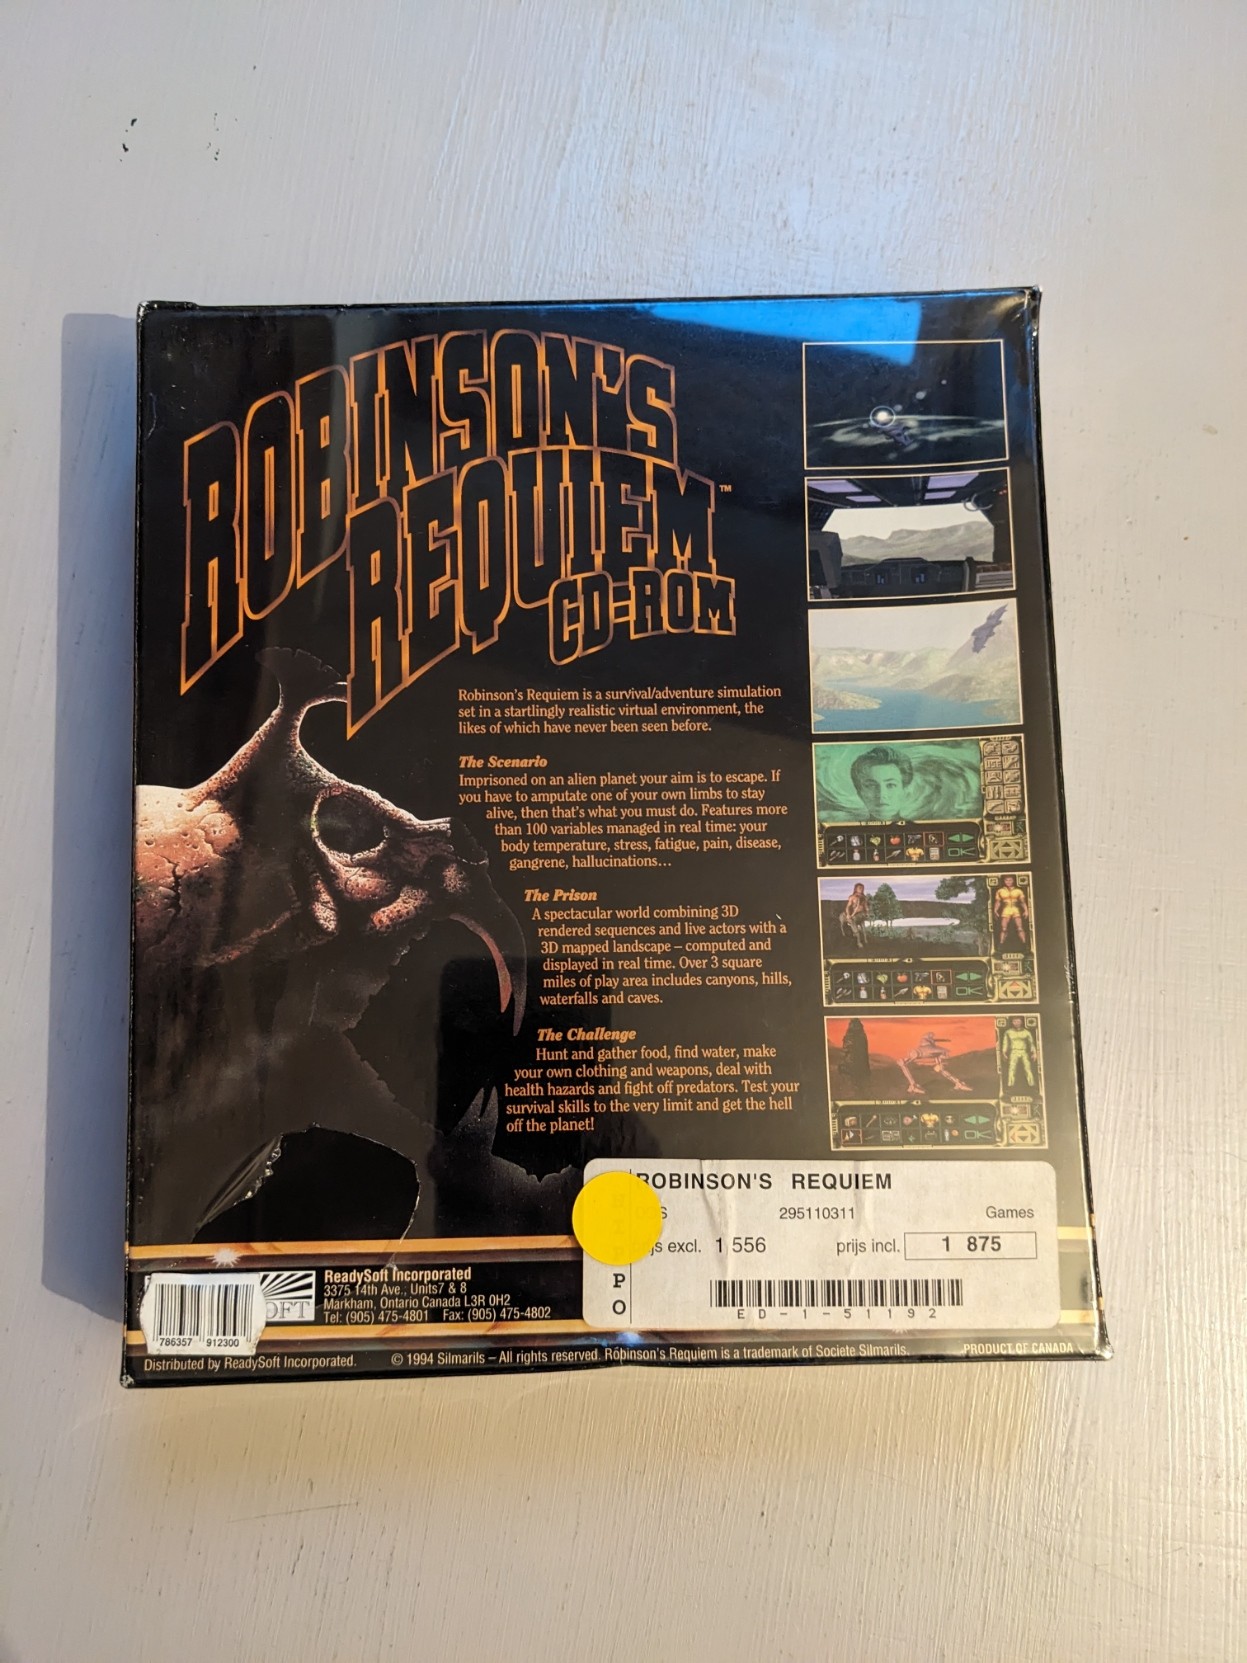 ROBINSON'S
REQUIEM™
CD-ROM
Robinson's Requiem is a survival/adventure simulation
set in a startlingly realistic virtual environment, the
likes of which have never been seen before.
The Scenario
Imprisoned on an alien planet your aim is to escape. If
you have to amputate one of your own limbs to stay
alive, then that's what you must do. Features more
than 100 variables managed in real time: your
body temperature, stress, fatigue, pain, disease,
gangrene, hallucinations...
The Prison
A spectacular world combining 3D
rendered sequences and live actors with a
3D mapped landscape – computed and
displayed in real time. Over 3 square
miles of play area includes canyons, hills,
waterfalls and caves.
The Challenge
Hunt and gather food, find water, make
your own clothing and weapons, deal with
health hazards and fight off predators. Test your
survival skills to the very limit and get the hell
off the planet!
ROBINSON'S REQUIEM
295110311 Games
excl. 1 556 prijs incl. 1 875
P
O
ED-1-51192
ReadySoft Incorporated
3375 14th Ave., Units7 & 8
Markham, Ontario Canada L3R 0H2
Tel: (905) 475-4801 Fax: (905) 475-4802
786357 912300
Distributed by ReadySoft Incorporated. © 1994 Silmarils – All rights reserved. Robinson's Requiem is a trademark of Societe Silmarils. PRODUCT OF CANADA